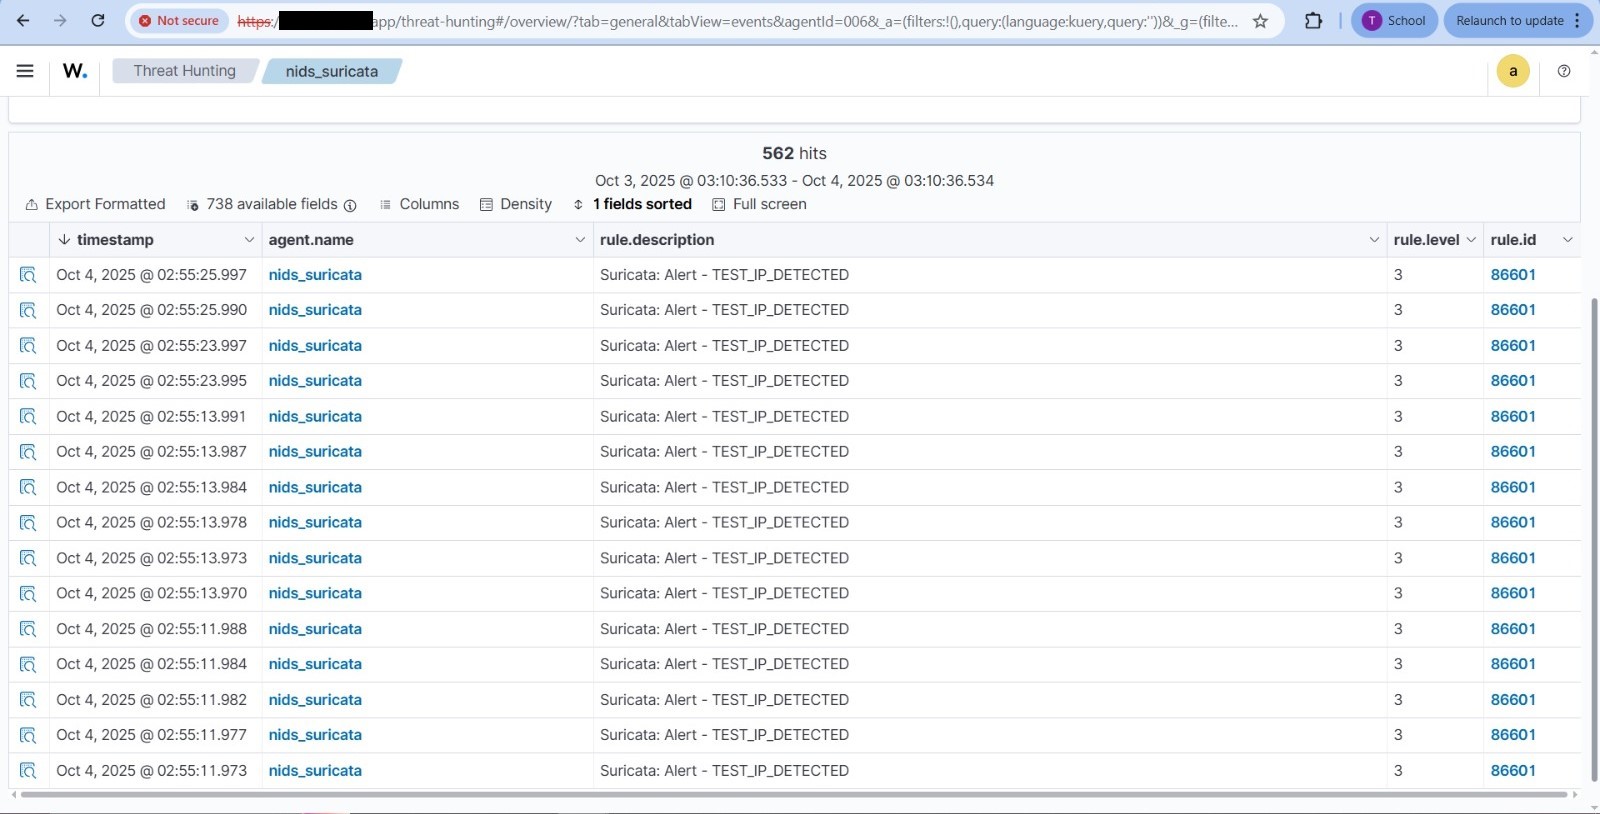 Not secure https:/ app/threat-hunting#/overview/?tab=general&tabView=events&agentId=006&_a=(filters:!(),query:(language:kuery,query:''))&_g=(filte... T School Relaunch to update
W. Threat Hunting nids_suricata a
562 hits
Oct 3, 2025 @ 03:10:36.533 - Oct 4, 2025 @ 03:10:36.534
Export Formatted 738 available fields Columns Density 1 fields sorted Full screen
timestamp agent.name rule.description rule.level rule.id
Oct 4, 2025 @ 02:55:25.997 nids_suricata Suricata: Alert - TEST_IP_DETECTED 3 86601
Oct 4, 2025 @ 02:55:25.990 nids_suricata Suricata: Alert - TEST_IP_DETECTED 3 86601
Oct 4, 2025 @ 02:55:23.997 nids_suricata Suricata: Alert - TEST_IP_DETECTED 3 86601
Oct 4, 2025 @ 02:55:23.995 nids_suricata Suricata: Alert - TEST_IP_DETECTED 3 86601
Oct 4, 2025 @ 02:55:13.991 nids_suricata Suricata: Alert - TEST_IP_DETECTED 3 86601
Oct 4, 2025 @ 02:55:13.987 nids_suricata Suricata: Alert - TEST_IP_DETECTED 3 86601
Oct 4, 2025 @ 02:55:13.984 nids_suricata Suricata: Alert - TEST_IP_DETECTED 3 86601
Oct 4, 2025 @ 02:55:13.978 nids_suricata Suricata: Alert - TEST_IP_DETECTED 3 86601
Oct 4, 2025 @ 02:55:13.973 nids_suricata Suricata: Alert - TEST_IP_DETECTED 3 86601
Oct 4, 2025 @ 02:55:13.970 nids_suricata Suricata: Alert - TEST_IP_DETECTED 3 86601
Oct 4, 2025 @ 02:55:11.988 nids_suricata Suricata: Alert - TEST_IP_DETECTED 3 86601
Oct 4, 2025 @ 02:55:11.984 nids_suricata Suricata: Alert - TEST_IP_DETECTED 3 86601
Oct 4, 2025 @ 02:55:11.982 nids_suricata Suricata: Alert - TEST_IP_DETECTED 3 86601
Oct 4, 2025 @ 02:55:11.977 nids_suricata Suricata: Alert - TEST_IP_DETECTED 3 86601
Oct 4, 2025 @ 02:55:11.973 nids_suricata Suricata: Alert - TEST_IP_DETECTED 3 86601